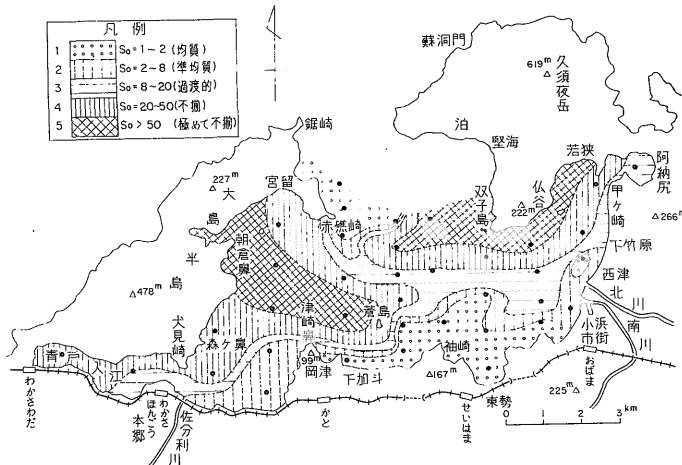 凡 例
1 So=1~2(均質)
2 So=2~8(準均質)
3 So=8~20(過渡的)
4 So=20~50(不揃)
5 So>50 (極めて不揃)
蘇洞門
619m
久須夜岳
泊
堅海
鋸崎
宮留
227m
大島半島
478m
赤礁崎
双子島
仏谷
222m
若狭
阿納尻
甲ヶ崎
266m
下竹原
西津
北川
南川
小浜市街
おばま
朝倉鼻
津崎鼻
蒼島
犬見崎
森ヶ鼻
青戸入江
99m
岡津
下加斗
袖崎
167m
東勢
225m
わかさわだ
本郷
わかさほんごう
佐分利川
かと
せいはま
0 1 2 3 km